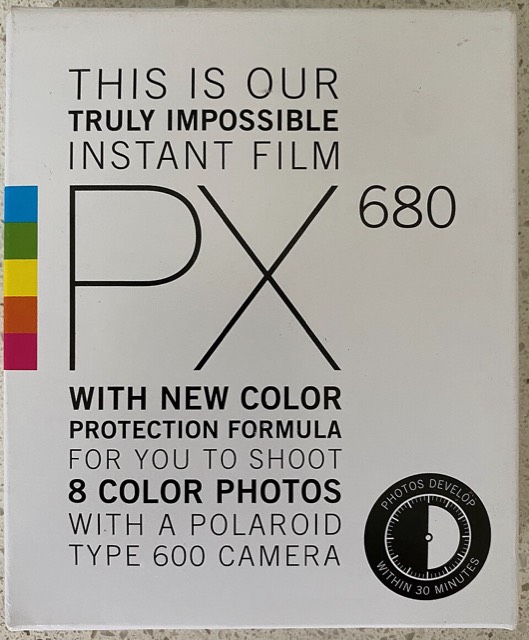 THIS IS OUR
TRULY IMPOSSIBLE
INSTANT FILM
PX 680
WITH NEW COLOR
PROTECTION FORMULA
FOR YOU TO SHOOT
8 COLOR PHOTOS
WITH A POLAROID
TYPE 600 CAMERA
PHOTOS DEVELOP
WITHIN 30 MINUTES